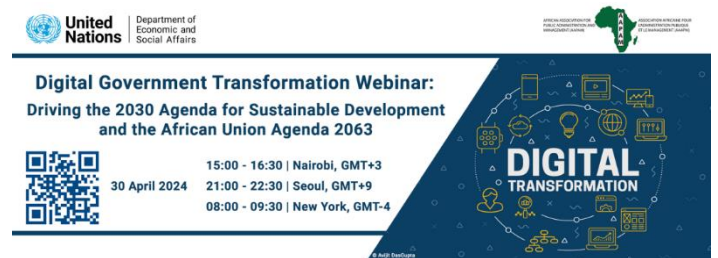 United
Nations
Department of
Economic and
Social Affairs
AFRICAN ASSOCIATION FOR
PUBLIC ADMINISTRATION AND
MANAGEMENT (AAPAM)
AAPAM
ASSOCIATION AFRICAINE POUR
L'ADMINISTRATION PUBLIQUE
ET LE MANAGEMENT (AAAPM)
Digital Government Transformation Webinar:
Driving the 2030 Agenda for Sustainable Development
and the African Union Agenda 2063
30 April 2024
15:00 - 16:30 | Nairobi, GMT+3
21:00 - 22:30 | Seoul, GMT+9
08:00 - 09:30 | New York, GMT-4
DIGITAL
TRANSFORMATION
© Avijit DasGupta